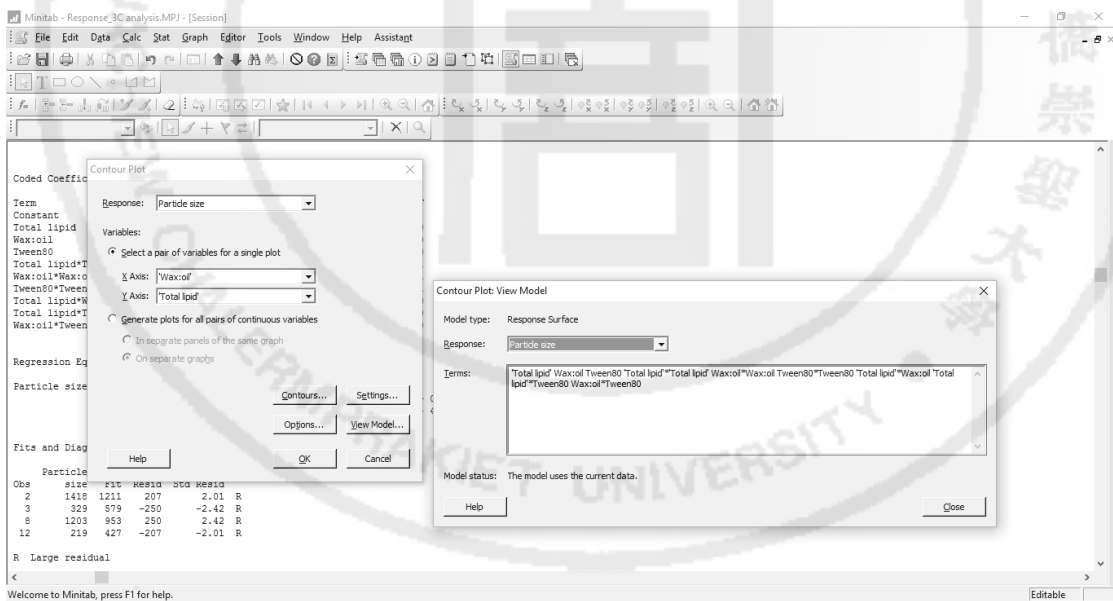 Minitab - Response_3C analysis.MPJ - [Session]
File Edit Data Calc Stat Graph Editor Tools Window Help Assistant
Coded Coeffic
Term
Constant
Total lipid
Wax:oil
Tween80
Total lipid*T
Wax:oil*Wax:o
Tween80*Tween
Total lipid*W
Total lipid*T
Wax:oil*Tween
Regression Eq
Particle size
Fits and Diag
Particle
Obs size Fit Resid Std Resid
2 1418 1211 207 2.01 R
3 329 579 -250 -2.42 R
8 1203 953 250 2.42 R
12 219 427 -207 -2.01 R
R Large residual
Contour Plot
Response: Particle size
Variables:
Select a pair of variables for a single plot
X Axis: 'Wax:oil'
Y Axis: 'Total lipid'
Generate plots for all pairs of continuous variables
In separate panels of the same graph
On separate graphs
Contours... Settings...
Options... View Model...
Help OK Cancel
Contour Plot: View Model
Model type: Response Surface
Response: Particle size
Terms: 'Total lipid' Wax:oil Tween80 'Total lipid'*'Total lipid' Wax:oil*Wax:oil Tween80*Tween80 'Total lipid'*Wax:oil 'Total
lipid'*Tween80 Wax:oil*Tween80
Model status: The model uses the current data.
Help Close
Welcome to Minitab, press F1 for help. Editable
UNIVERSITY